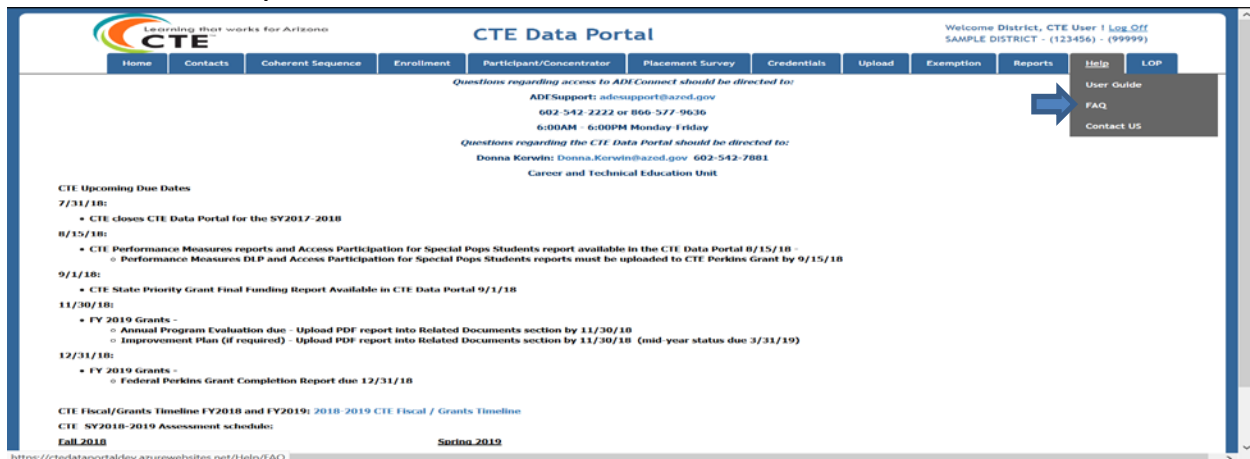 Learning that works for Arizona
CTE™
CTE Data Portal
Welcome District, CTE User ! Log Off
SAMPLE DISTRICT - (123456) - (99999)
Home Contacts Coherent Sequence Enrollment Participant/Concentrator Placement Survey Credentials Upload Exemption Reports Help LOP
User Guide
FAQ
Contact US
Questions regarding access to ADEConnect should be directed to:
ADESupport: adesupport@azed.gov
602-542-2222 or 866-577-9636
6:00AM - 6:00PM Monday-Friday
Questions regarding the CTE Data Portal should be directed to:
Donna Kerwin: Donna.Kerwin@azed.gov 602-542-7881
Career and Technical Education Unit
CTE Upcoming Due Dates
7/31/18:
• CTE closes CTE Data Portal for the SY2017-2018
8/15/18:
• CTE Performance Measures reports and Access Participation for Special Pops Students report available in the CTE Data Portal 8/15/18 -
○ Performance Measures DLP and Access Participation for Special Pops Students reports must be uploaded to CTE Perkins Grant by 9/15/18
9/1/18:
• CTE State Priority Grant Final Funding Report Available in CTE Data Portal 9/1/18
11/30/18:
• FY 2019 Grants -
○ Annual Program Evaluation due - Upload PDF report into Related Documents section by 11/30/18
○ Improvement Plan (if required) - Upload PDF report into Related Documents section by 11/30/18 (mid-year status due 3/31/19)
12/31/18:
• FY 2019 Grants -
○ Federal Perkins Grant Completion Report due 12/31/18
CTE Fiscal/Grants Timeline FY2018 and FY2019: 2018-2019 CTE Fiscal / Grants Timeline
CTE SY2018-2019 Assessment schedule:
Fall 2018 Spring 2019
https://ctedataportaldev.azurewebsites.net/Help/FAQ